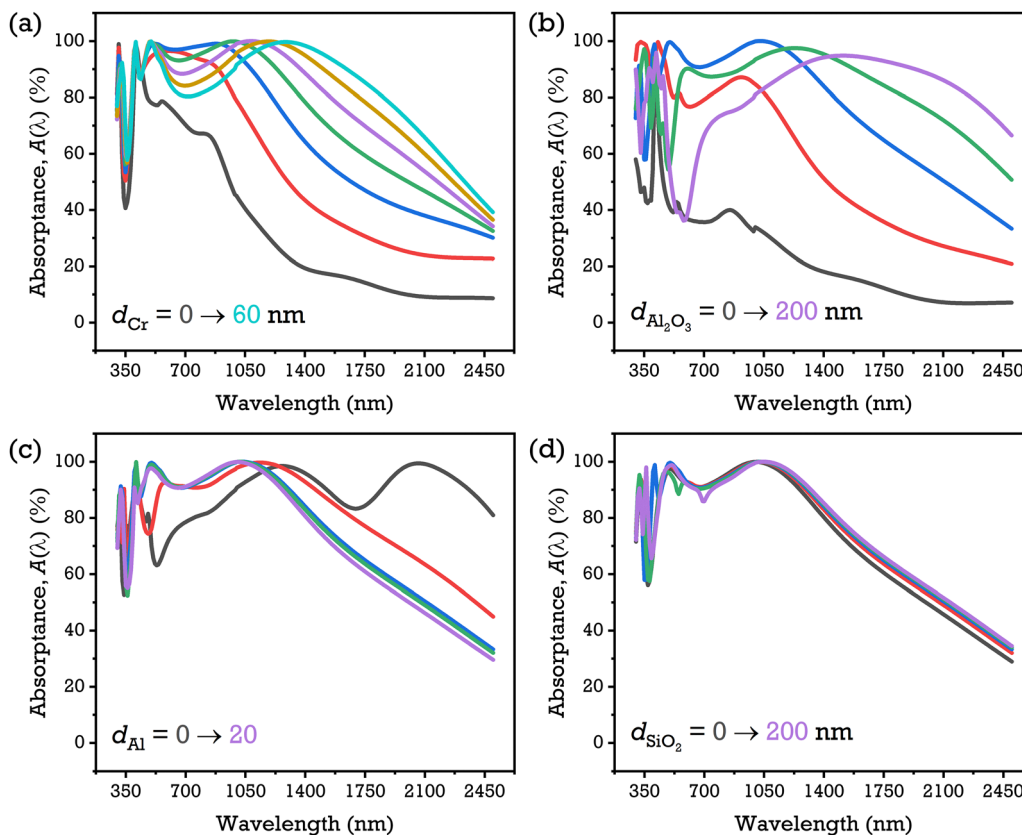 (a)
Absorptance, A(λ) (%)
100
80
60
40
20
0
d_Cr = 0 → 60 nm
350 700 1050 1400 1750 2100 2450
Wavelength (nm)
(b)
Absorptance, A(λ) (%)
100
80
60
40
20
0
d_Al₂O₃ = 0 → 200 nm
350 700 1050 1400 1750 2100 2450
Wavelength (nm)
(c)
Absorptance, A(λ) (%)
100
80
60
40
20
0
d_Al = 0 → 20
350 700 1050 1400 1750 2100 2450
Wavelength (nm)
(d)
Absorptance, A(λ) (%)
100
80
60
40
20
0
d_SiO₂ = 0 → 200 nm
350 700 1050 1400 1750 2100 2450
Wavelength (nm)